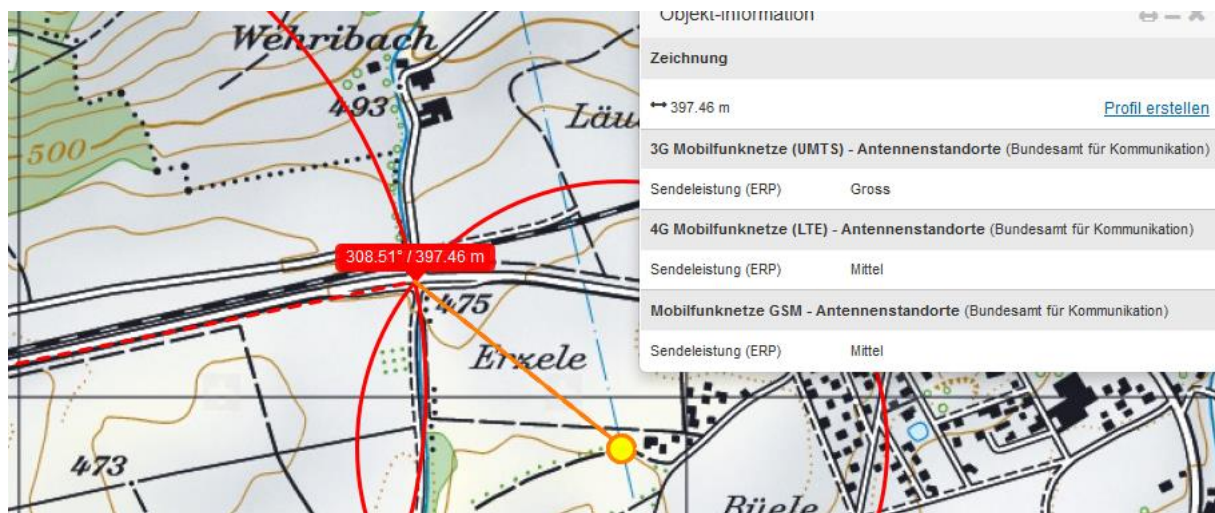 Objekt-Information
Zeichnung
397.46 m Profil erstellen
3G Mobilfunknetze (UMTS) - Antennenstandorte (Bundesamt für Kommunikation)
Sendeleistung (ERP) Gross
4G Mobilfunknetze (LTE) - Antennenstandorte (Bundesamt für Kommunikation)
Sendeleistung (ERP) Mittel
Mobilfunknetze GSM - Antennenstandorte (Bundesamt für Kommunikation)
Sendeleistung (ERP) Mittel
Wehribach
493
Läu
500
308.51° / 397.46 m
475
Erzele
473
Büele